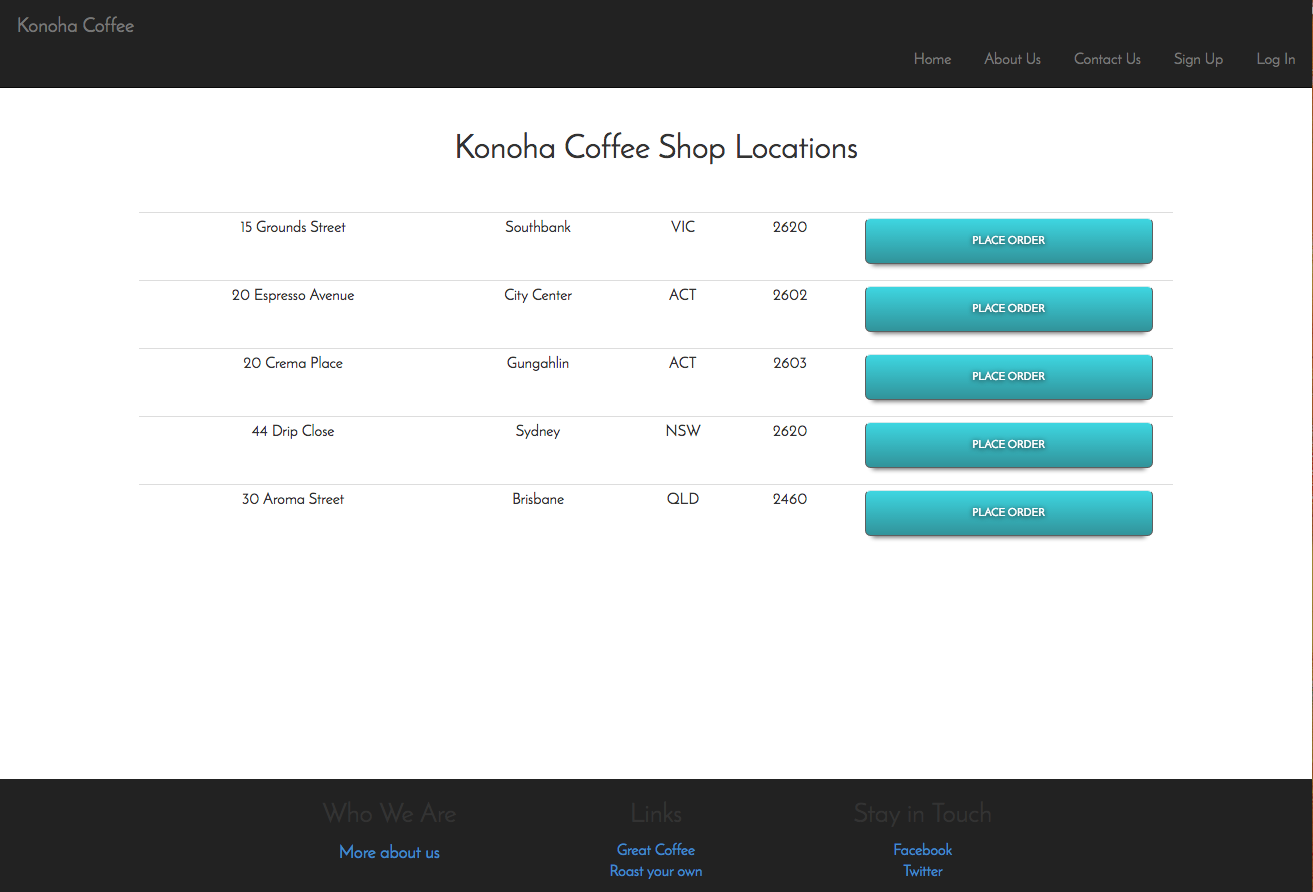 Konoha Coffee
Home About Us Contact Us Sign Up Log In
Konoha Coffee Shop Locations
15 Grounds Street Southbank VIC 2620 PLACE ORDER
20 Espresso Avenue City Center ACT 2602 PLACE ORDER
20 Crema Place Gungahlin ACT 2603 PLACE ORDER
44 Drip Close Sydney NSW 2620 PLACE ORDER
30 Aroma Street Brisbane QLD 2460 PLACE ORDER
Who We Are Links Stay in Touch
More about us Great Coffee Facebook
Roast your own Twitter